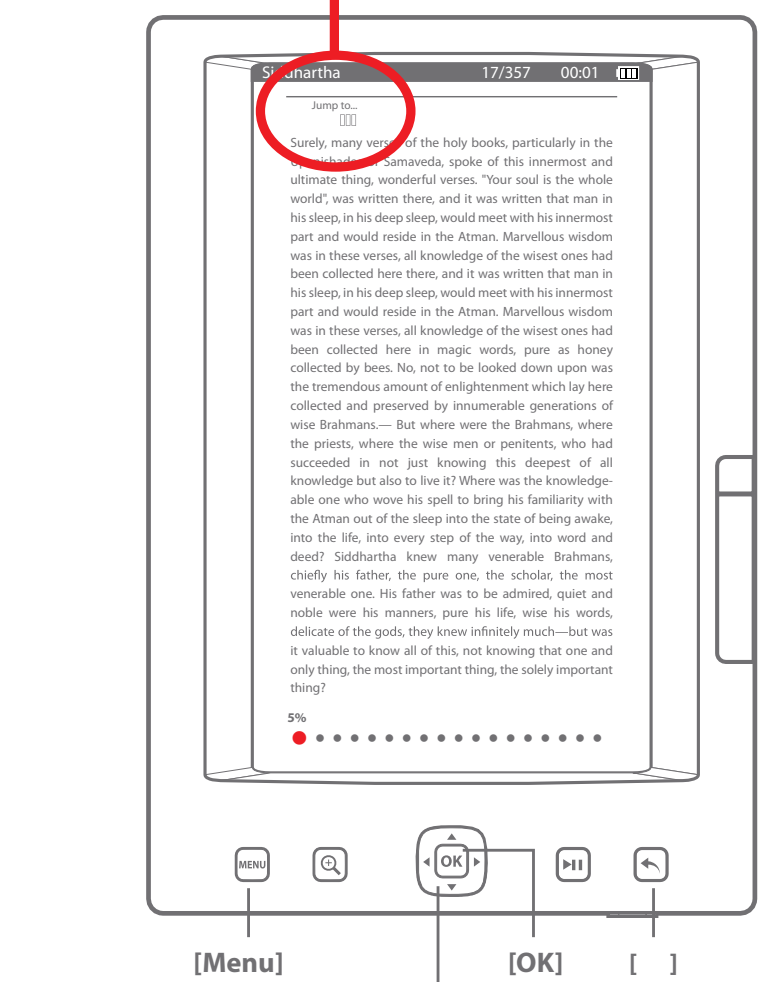 Siddhartha 17/357 00:01
Jump to...
Surely, many verses of the holy books, particularly in the
Upanishades of Samaveda, spoke of this innermost and
ultimate thing, wonderful verses. "Your soul is the whole
world", was written there, and it was written that man in
his sleep, in his deep sleep, would meet with his innermost
part and would reside in the Atman. Marvellous wisdom
was in these verses, all knowledge of the wisest ones had
been collected here there, and it was written that man in
his sleep, in his deep sleep, would meet with his innermost
part and would reside in the Atman. Marvellous wisdom
was in these verses, all knowledge of the wisest ones had
been collected here in magic words, pure as honey
collected by bees. No, not to be looked down upon was
the tremendous amount of enlightenment which lay here
collected and preserved by innumerable generations of
wise Brahmans.— But where were the Brahmans, where
the priests, where the wise men or penitents, who had
succeeded in not just knowing this deepest of all
knowledge but also to live it? Where was the knowledge-
able one who wove his spell to bring his familiarity with
the Atman out of the sleep into the state of being awake,
into the life, into every step of the way, into word and
deed? Siddhartha knew many venerable Brahmans,
chiefly his father, the pure one, the scholar, the most
venerable one. His father was to be admired, quiet and
noble were his manners, pure his life, wise his words,
delicate of the gods, they knew infinitely much—but was
it valuable to know all of this, not knowing that one and
only thing, the most important thing, the solely important
thing?
5%
MENU OK
[Menu] [OK] [ ]